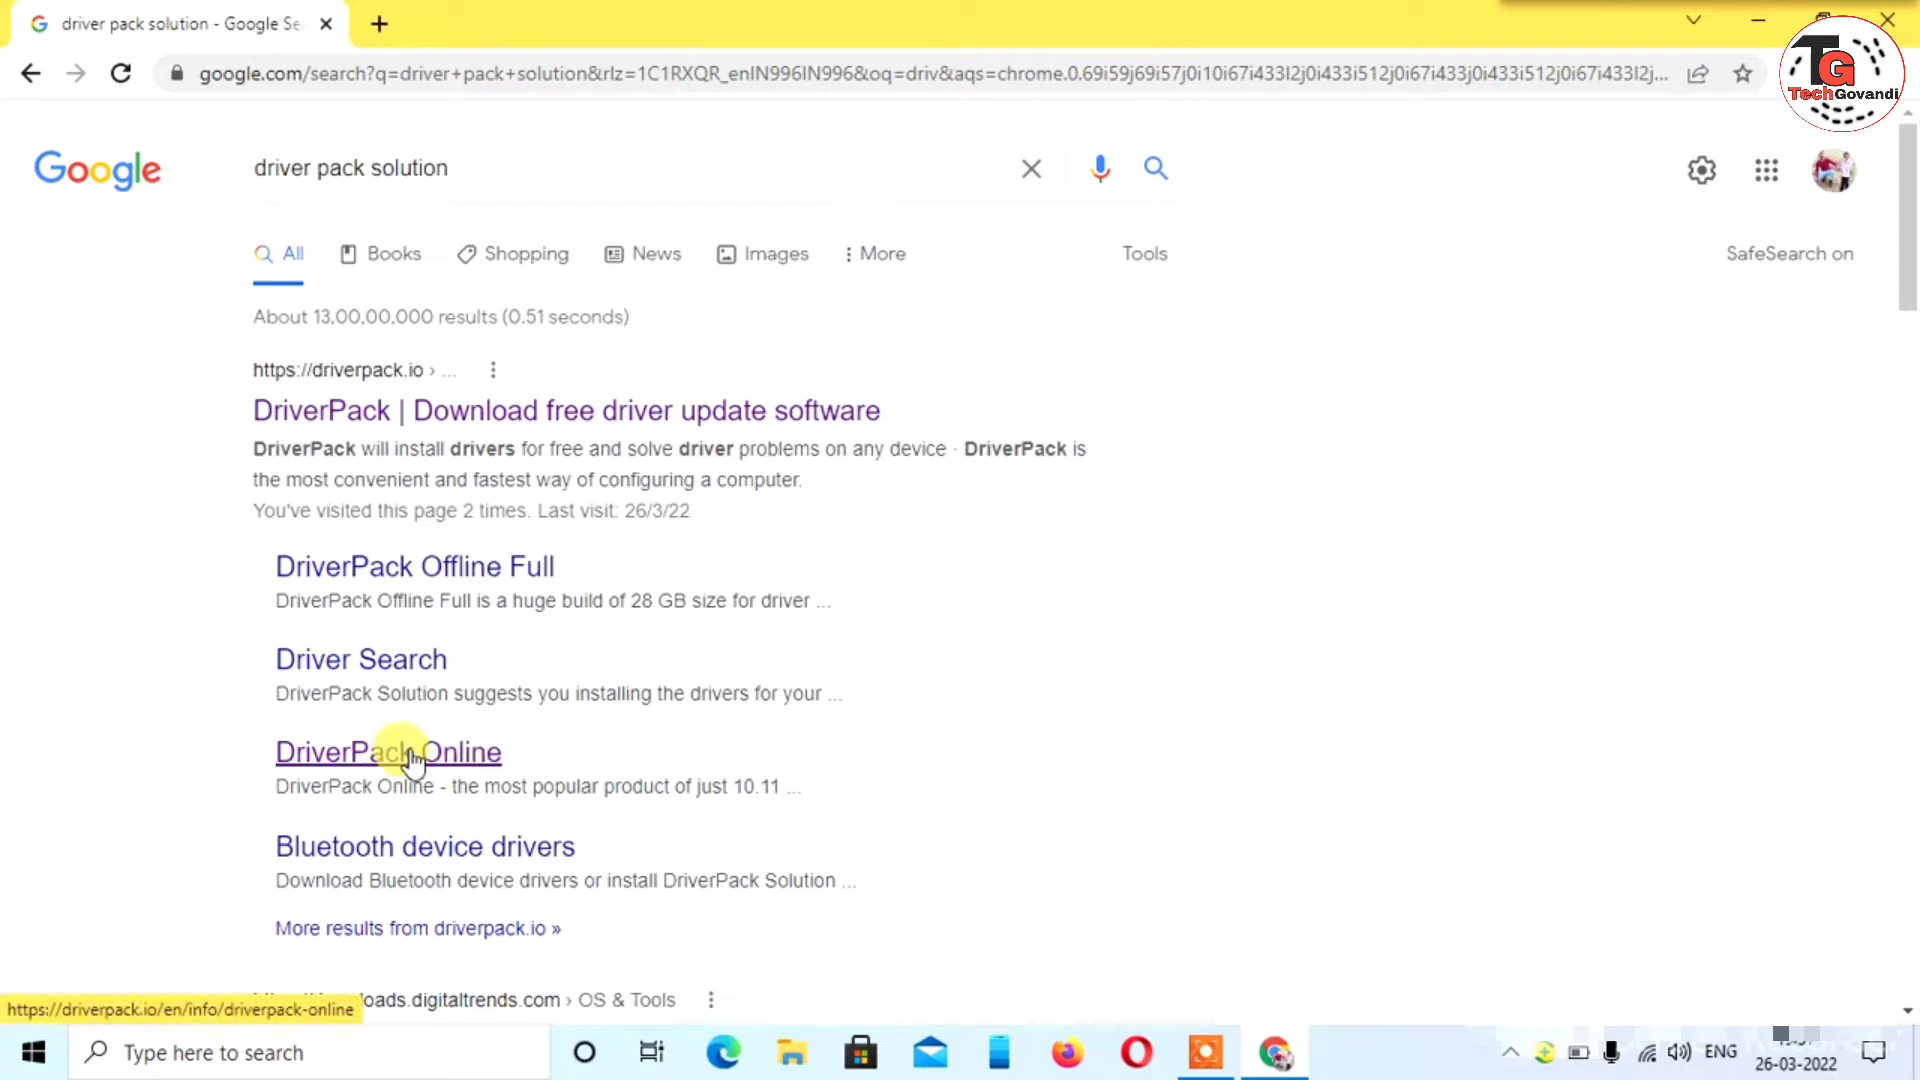 driver pack solution - Google Se
google.com/search?q=driver+pack+solution&rlz=1C1RXQR_enIN996IN996&oq=driv&aqs=chrome.0.69i59j69i57j0i10i67i433l2j0i433i512j0i67i433j0i433i512j0i67i433l2j...
TG
TechGovandi
Google
driver pack solution
All Books Shopping News Images More Tools SafeSearch on
About 13,00,00,000 results (0.51 seconds)
https://driverpack.io › ...
DriverPack | Download free driver update software
DriverPack will install drivers for free and solve driver problems on any device · DriverPack is
the most convenient and fastest way of configuring a computer.
You've visited this page 2 times. Last visit: 26/3/22
DriverPack Offline Full
DriverPack Offline Full is a huge build of 28 GB size for driver ...
Driver Search
DriverPack Solution suggests you installing the drivers for your ...
DriverPack Online
DriverPack Online - the most popular product of just 10.11 ...
Bluetooth device drivers
Download Bluetooth device drivers or install DriverPack Solution ...
More results from driverpack.io »
loads.digitaltrends.com › OS & Tools
https://driverpack.io/en/info/driverpack-online
Type here to search
ENG
26-03-2022